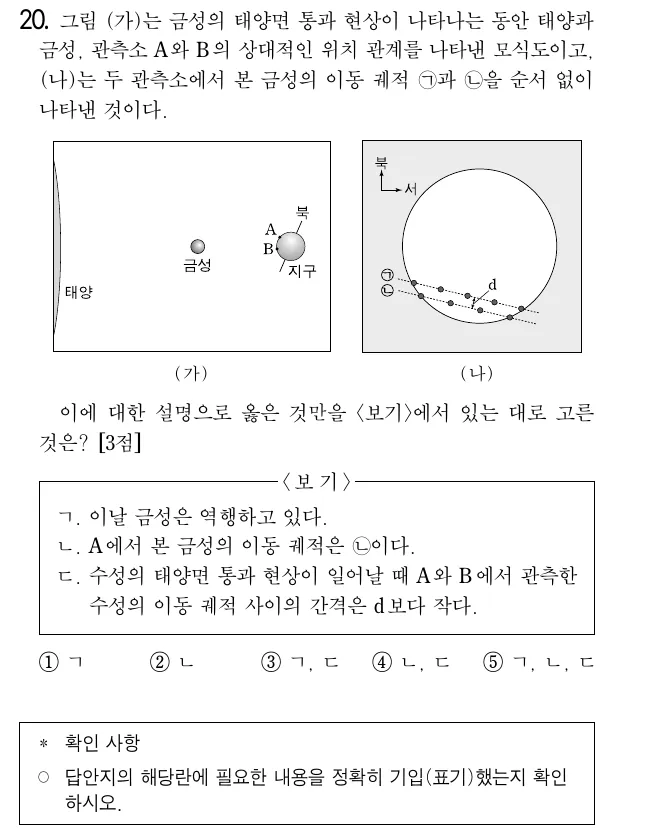 20. 그림 (가)는 금성의 태양면 통과 현상이 나타나는 동안 태양과
금성, 관측소 A와 B의 상대적인 위치 관계를 나타낸 모식도이고,
(나)는 두 관측소에서 본 금성의 이동 궤적 ㉠과 ㉡을 순서 없이
나타낸 것이다.
북
A
B
금성
지구
태양
(가)
북
서
㉠
㉡
d
(나)
이에 대한 설명으로 옳은 것만을 <보기>에서 있는 대로 고른
것은? [3점]
<보 기>
ㄱ. 이날 금성은 역행하고 있다.
ㄴ. A에서 본 금성의 이동 궤적은 ㉡이다.
ㄷ. 수성의 태양면 통과 현상이 일어날 때 A와 B에서 관측한
수성의 이동 궤적 사이의 간격은 d보다 작다.
① ㄱ ② ㄴ ③ ㄱ, ㄷ ④ ㄴ, ㄷ ⑤ ㄱ, ㄴ, ㄷ
* 확인 사항
○ 답안지의 해당란에 필요한 내용을 정확히 기입(표기)했는지 확인
하시오.